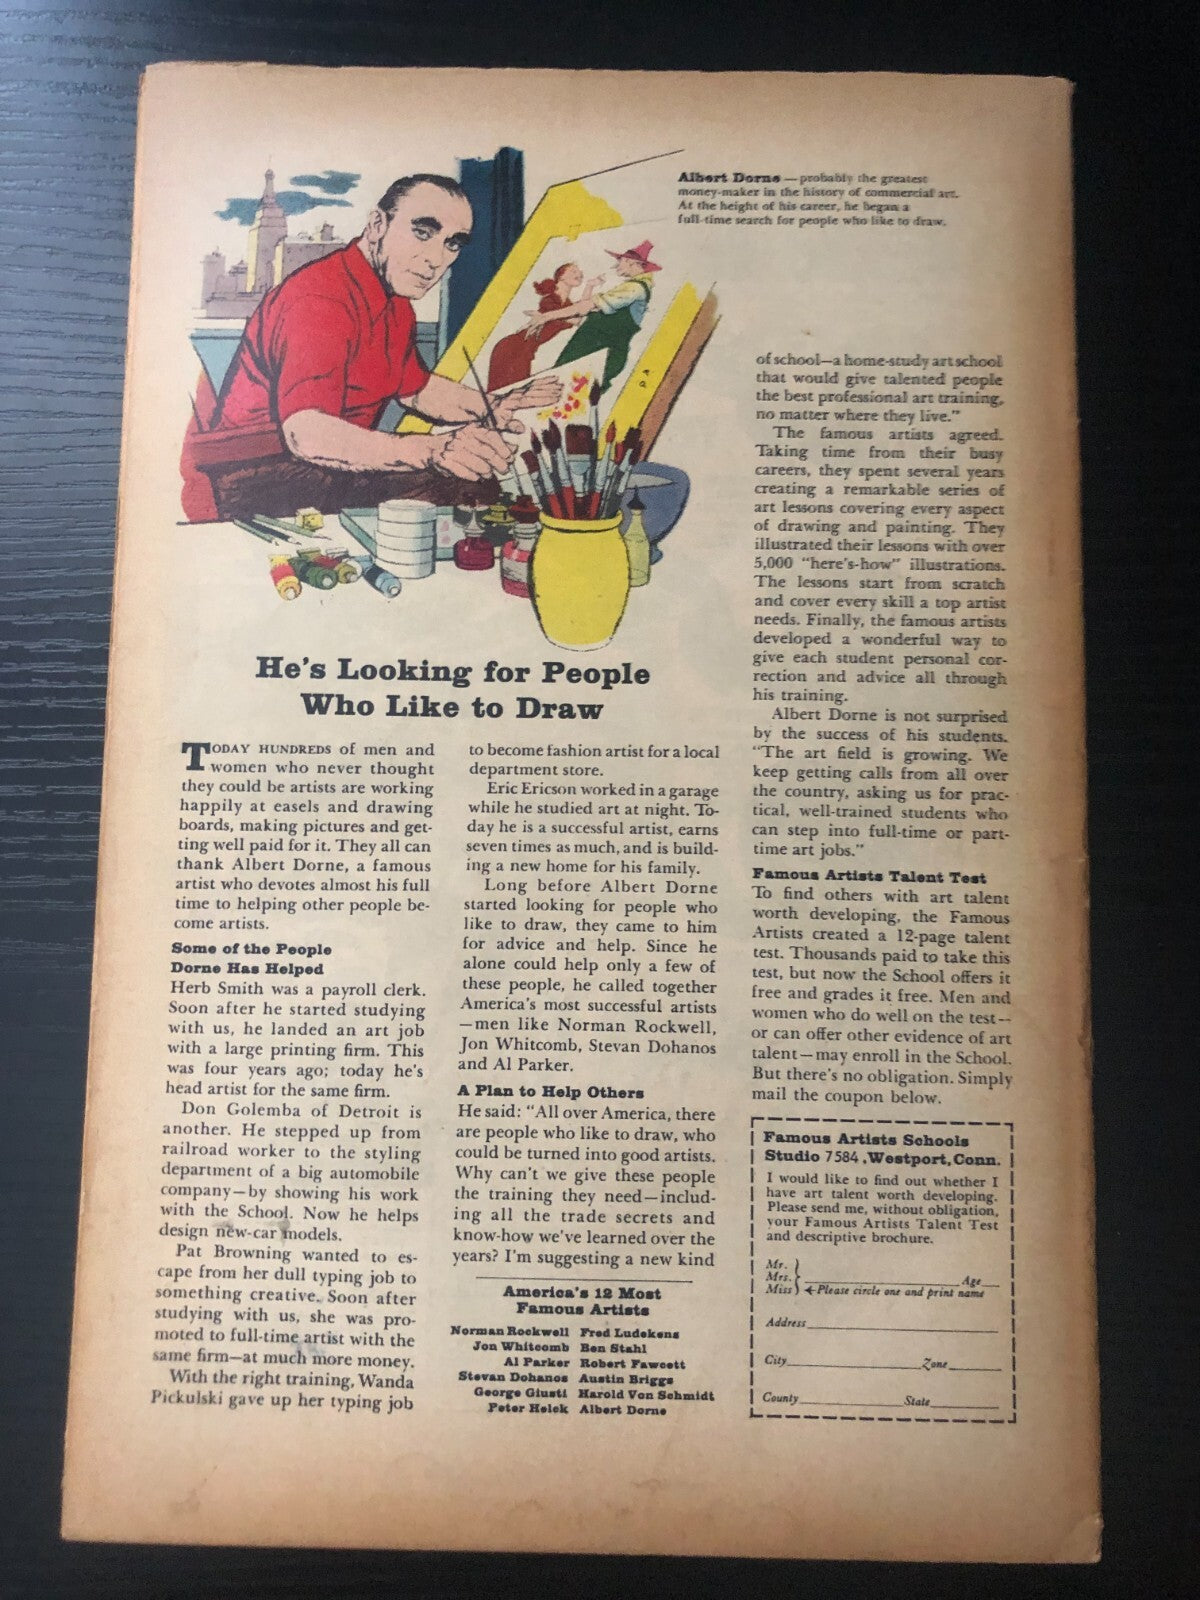 Albert Dorne — probably the greatest
money-maker in the history of commercial art.
At the height of his career, he began a
full-time search for people who like to draw.
He's Looking for People
Who Like to Draw
TODAY HUNDREDS of men and
women who never thought
they could be artists are working
happily at easels and drawing
boards, making pictures and get-
ting well paid for it. They all can
thank Albert Dorne, a famous
artist who devotes almost his full
time to helping other people be-
come artists.
Some of the People
Dorne Has Helped
Herb Smith was a payroll clerk.
Soon after he started studying
with us, he landed an art job
with a large printing firm. This
was four years ago; today he's
head artist for the same firm.
Don Golemba of Detroit is
another. He stepped up from
railroad worker to the styling
department of a big automobile
company—by showing his work
with the School. Now he helps
design new-car models.
Pat Browning wanted to es-
cape from her dull typing job to
something creative. Soon after
studying with us, she was pro-
moted to full-time artist with the
same firm—at much more money.
With the right training, Wanda
Pickulski gave up her typing job
to become fashion artist for a local
department store.
Eric Ericson worked in a garage
while he studied art at night. To-
day he is a successful artist, earns
seven times as much, and is build-
ing a new home for his family.
Long before Albert Dorne
started looking for people who
like to draw, they came to him
for advice and help. Since he
alone could help only a few of
these people, he called together
America's most successful artists
—men like Norman Rockwell,
Jon Whitcomb, Stevan Dohanos
and Al Parker.
A Plan to Help Others
He said: "All over America, there
are people who like to draw, who
could be turned into good artists.
Why can't we give these people
the training they need—includ-
ing all the trade secrets and
know-how we've learned over the
years? I'm suggesting a new kind
America's 12 Most
Famous Artists
Norman Rockwell Fred Ludekens
Jon Whitcomb Ben Stahl
Al Parker Robert Fawcett
Stevan Dohanos Austin Briggs
George Giusti Harold Von Schmidt
Peter Helck Albert Dorne
of school—a home-study art school
that would give talented people
the best professional art training,
no matter where they live."
The famous artists agreed.
Taking time from their busy
careers, they spent several years
creating a remarkable series of
art lessons covering every aspect
of drawing and painting. They
illustrated their lessons with over
5,000 "here's-how" illustrations.
The lessons start from scratch
and cover every skill a top artist
needs. Finally, the famous artists
developed a wonderful way to
give each student personal cor-
rection and advice all through
his training.
Albert Dorne is not surprised
by the success of his students.
"The art field is growing. We
keep getting calls from all over
the country, asking us for prac-
tical, well-trained students who
can step into full-time or part-
time art jobs."
Famous Artists Talent Test
To find others with art talent
worth developing, the Famous
Artists created a 12-page talent
test. Thousands paid to take this
test, but now the School offers it
free and grades it free. Men and
women who do well on the test—
or can offer other evidence of art
talent—may enroll in the School.
But there's no obligation. Simply
mail the coupon below.
Famous Artists Schools
Studio 7584, Westport, Conn.
I would like to find out whether I
have art talent worth developing.
Please send me, without obligation,
your Famous Artists Talent Test
and descriptive brochure.
Mr.
Mrs. Age
Miss Please circle one and print name
Address
City Zone
County State